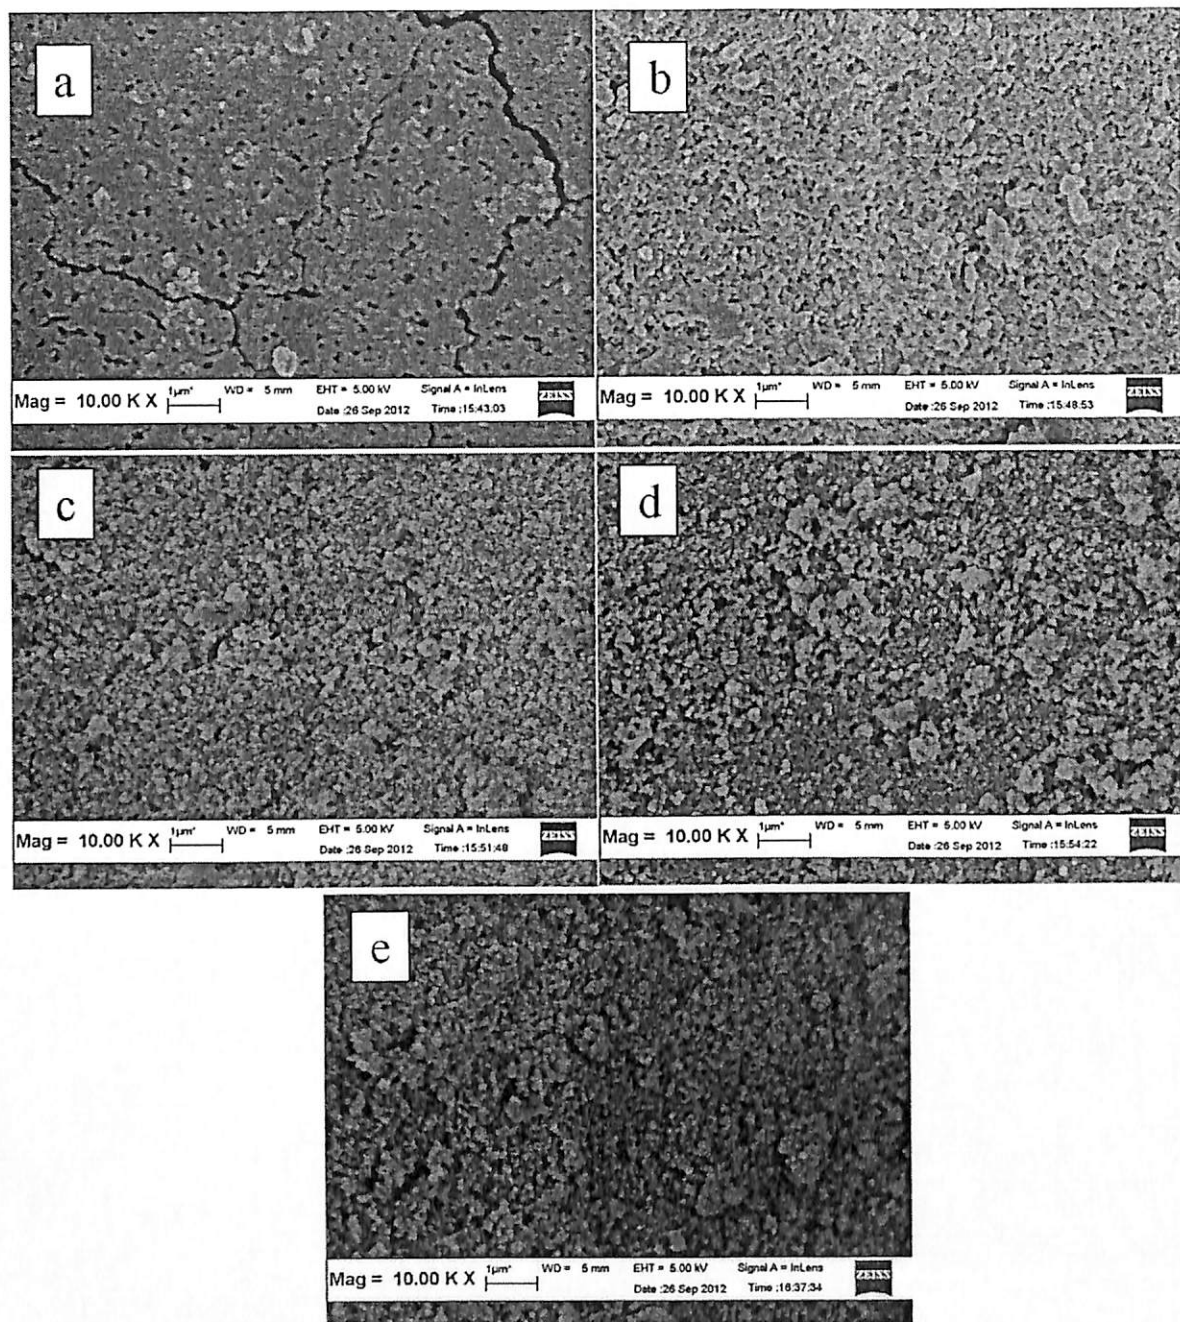 a
Mag = 10.00 K X 1µm* WD = 5 mm EHT = 5.00 kV Signal A = InLens ZEISS
Date :26 Sep 2012 Time :15:43:03
b
Mag = 10.00 K X 1µm* WD = 5 mm EHT = 5.00 kV Signal A = InLens ZEISS
Date :26 Sep 2012 Time :15:48:53
c
Mag = 10.00 K X 1µm* WD = 5 mm EHT = 5.00 kV Signal A = InLens ZEISS
Date :26 Sep 2012 Time :15:51:48
d
Mag = 10.00 K X 1µm* WD = 5 mm EHT = 5.00 kV Signal A = InLens ZEISS
Date :26 Sep 2012 Time :15:54:22
e
Mag = 10.00 K X 1µm* WD = 5 mm EHT = 5.00 kV Signal A = InLens ZEISS
Date :26 Sep 2012 Time :16:37:34